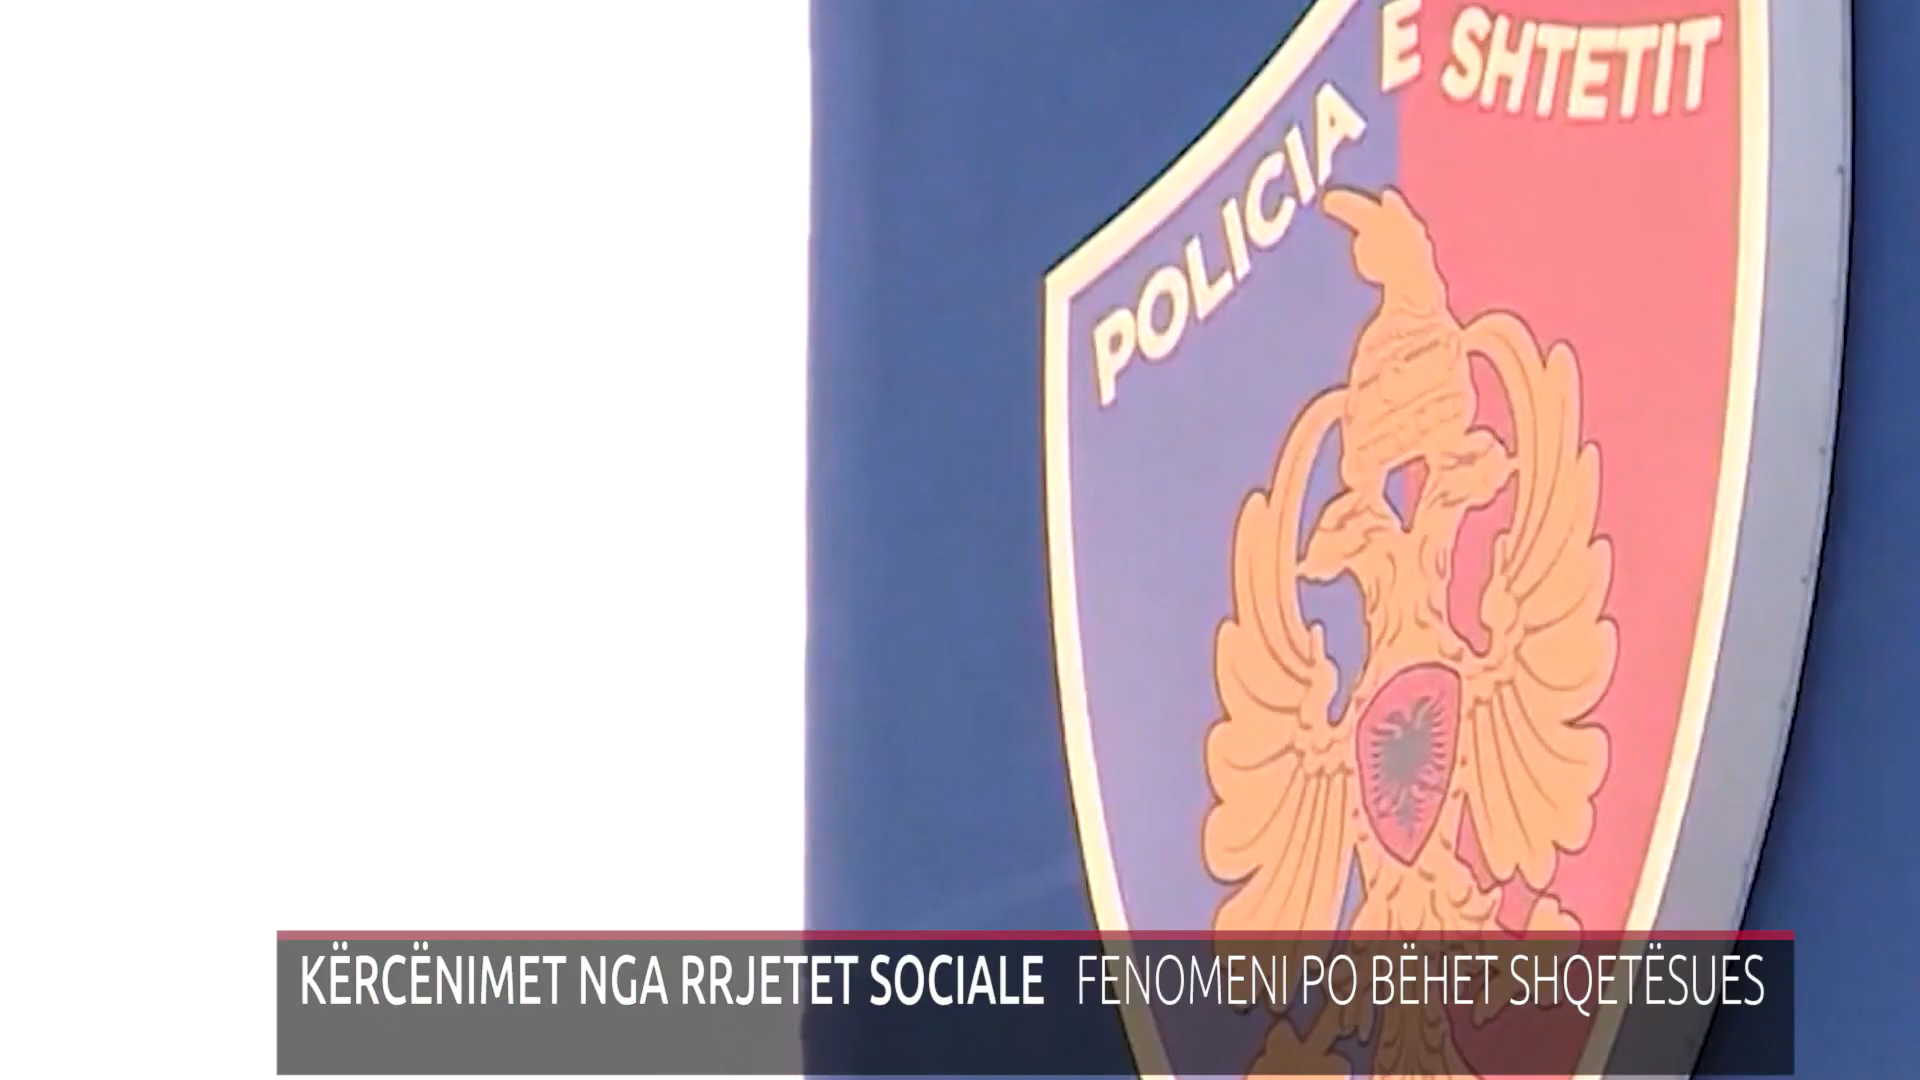 POLICIA E SHTETIT
KËRCËNIMET NGA RRJETET SOCIALE FENOMENI PO BËHET SHQETËSUES